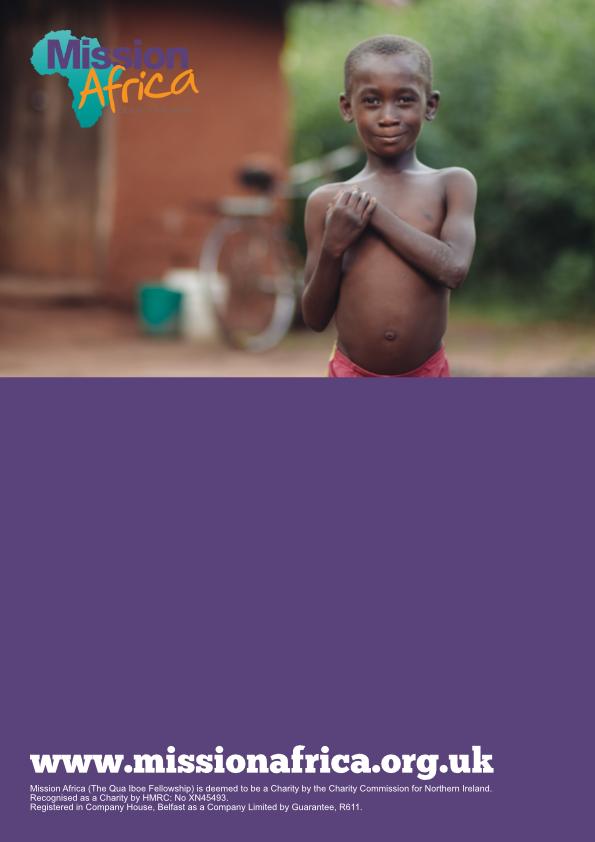 Mission
Africa
www.missionafrica.org.uk
Mission Africa (The Qua Iboe Fellowship) is deemed to be a Charity by the Charity Commission for Northern Ireland.
Recognised as a Charity by HMRC: No XN45493.
Registered in Company House, Belfast as a Company Limited by Guarantee, R611.